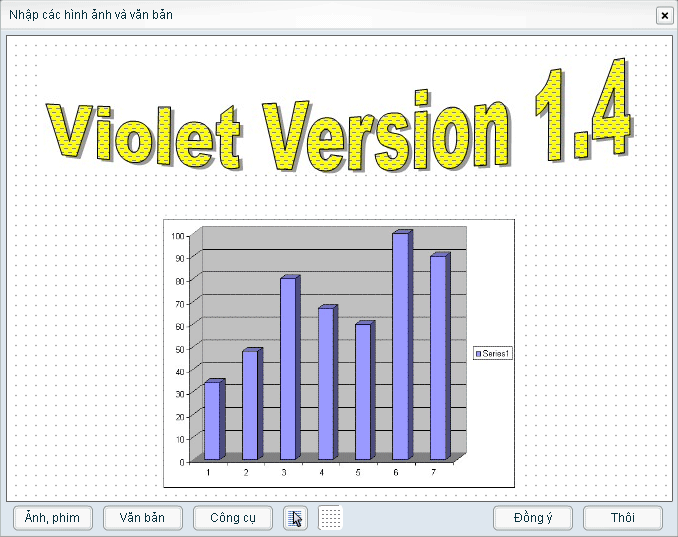 Nhập các hình ảnh và văn bản
Violet Version 1.4
100
90
80
70
60
50
40
30
20
10
0
1 2 3 4 5 6 7
Series1
Ảnh, phim Văn bản Công cụ Đồng ý Thôi